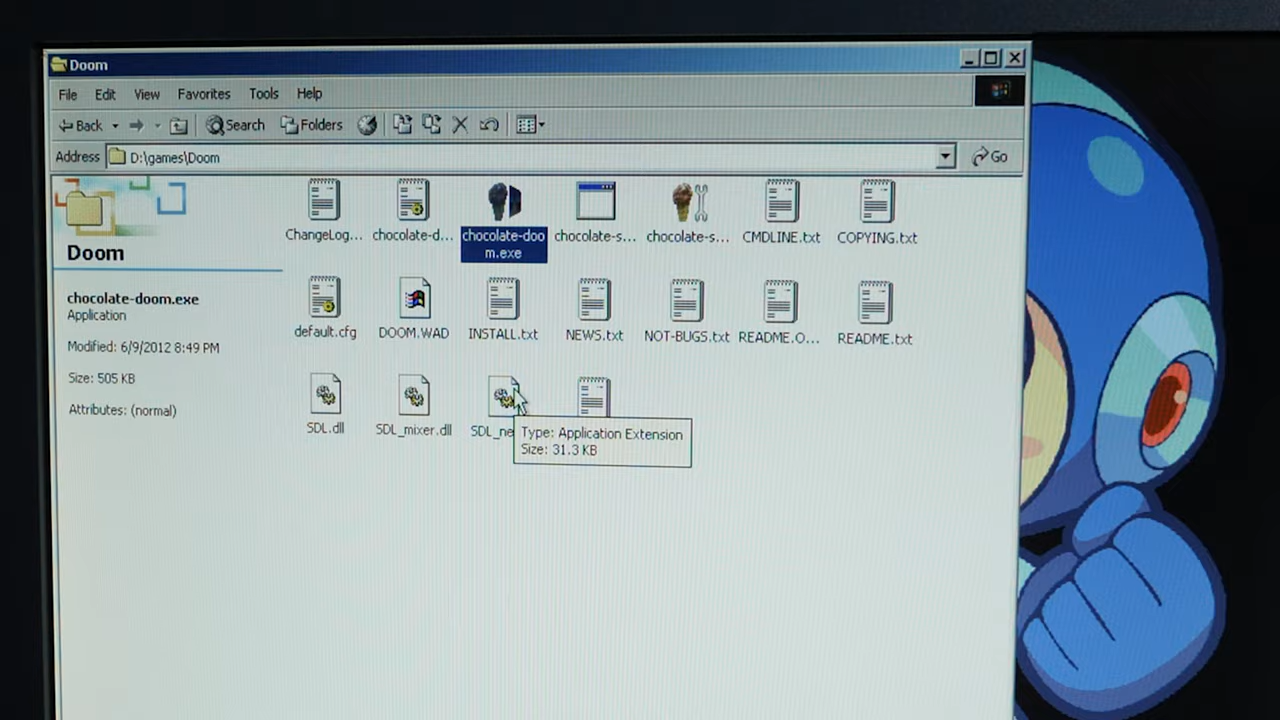 Doom
File Edit View Favorites Tools Help
Back Search Folders
Address D:\games\Doom Go
Doom
chocolate-doom.exe
Application
Modified: 6/9/2012 8:49 PM
Size: 505 KB
Attributes: (normal)
ChangeLog... chocolate-d... chocolate-doo chocolate-s... chocolate-s... CMDLINE.txt COPYING.txt
m.exe
default.cfg DOOM.WAD INSTALL.txt NEWS.txt NOT-BUGS.txt README.O... README.txt
SDL.dll SDL_mixer.dll SDL_ne
Type: Application Extension
Size: 31.3 KB